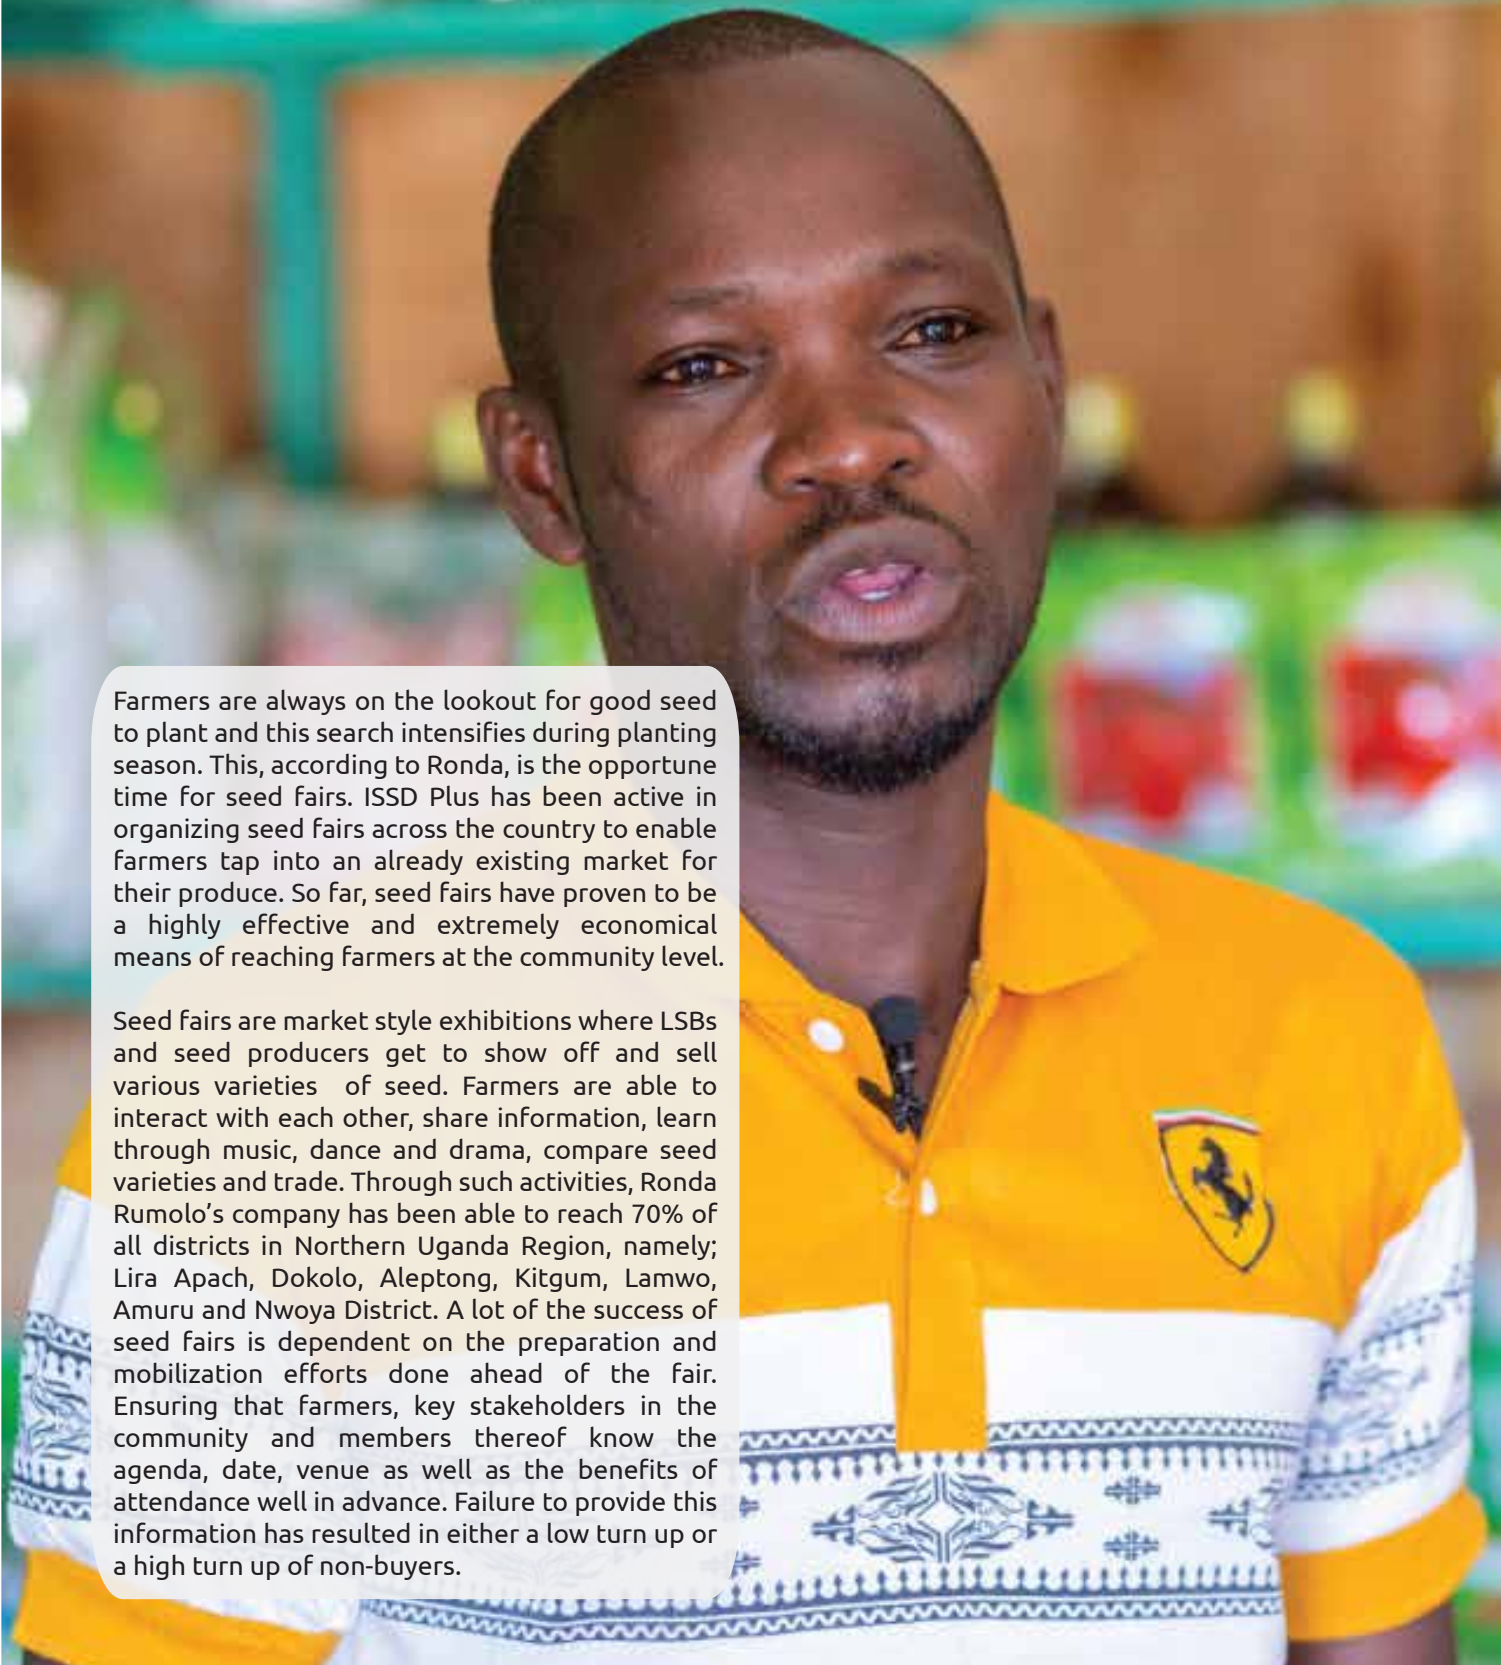 Farmers are always on the lookout for good seed
to plant and this search intensifies during planting
season. This, according to Ronda, is the opportune
time for seed fairs. ISSD Plus has been active in
organizing seed fairs across the country to enable
farmers tap into an already existing market for
their produce. So far, seed fairs have proven to be
a highly effective and extremely economical
means of reaching farmers at the community level.
Seed fairs are market style exhibitions where LSBs
and seed producers get to show off and sell
various varieties of seed. Farmers are able to
interact with each other, share information, learn
through music, dance and drama, compare seed
varieties and trade. Through such activities, Ronda
Rumolo’s company has been able to reach 70% of
all districts in Northern Uganda Region, namely;
Lira Apach, Dokolo, Aleptong, Kitgum, Lamwo,
Amuru and Nwoya District. A lot of the success of
seed fairs is dependent on the preparation and
mobilization efforts done ahead of the fair.
Ensuring that farmers, key stakeholders in the
community and members thereof know the
agenda, date, venue as well as the benefits of
attendance well in advance. Failure to provide this
information has resulted in either a low turn up or
a high turn up of non-buyers.